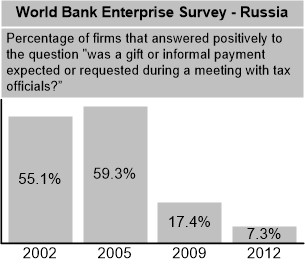 World Bank Enterprise Survey - Russia
Percentage of firms that answered positively to
the question "was a gift or informal payment
expected or requested during a meeting with tax
officials?”
55.1%
59.3%
17.4%
7.3%
2002
2005
2009
2012